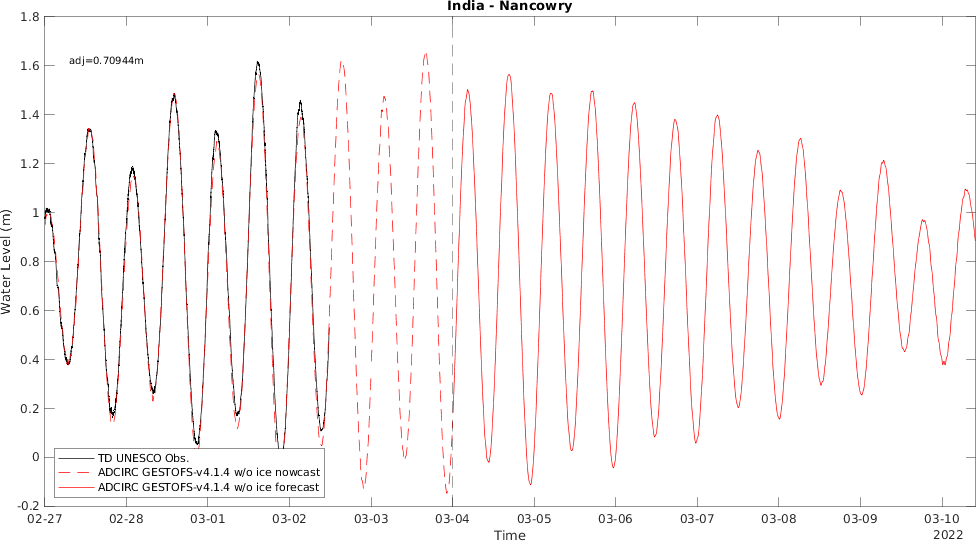 India - Nancowry
adj=0.70944m
1.8
1.6
1.4
1.2
1
0.8
0.6
0.4
0.2
0
-0.2
Water Level (m)
TD UNESCO Obs.
ADCIRC GESTOFS-v4.1.4 w/o ice nowcast
ADCIRC GESTOFS-v4.1.4 w/o ice forecast
02-27 02-28 03-01 03-02 03-03 03-04 03-05 03-06 03-07 03-08 03-09 03-10
Time
2022